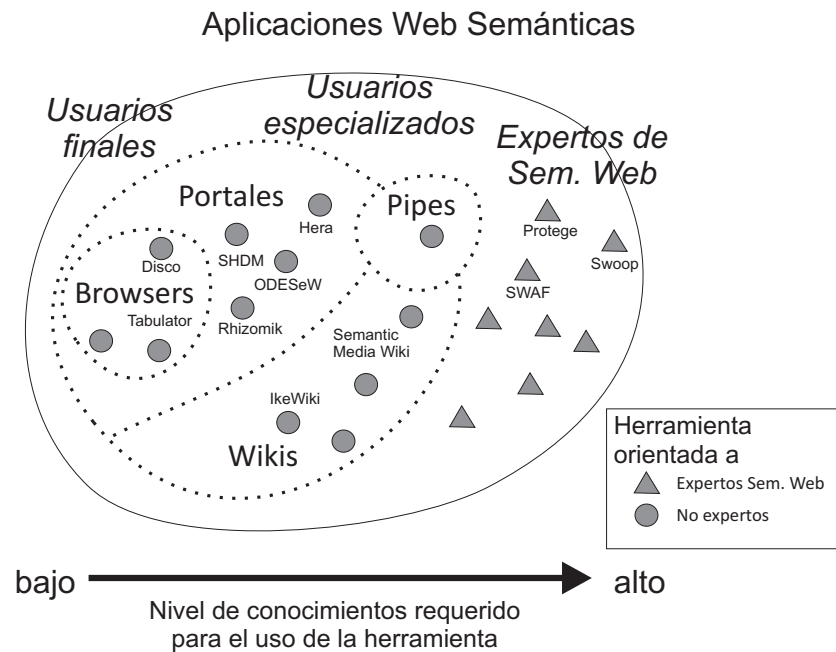 Aplicaciones Web Semánticas
Usuarios
finales
Usuarios
especializados
Expertos de
Sem. Web
Portales
Hera
Pipes
Protege
Disco
SHDM
Swoop
ODESeW
SWAF
Browsers
Tabulator
Rhizomik
Semantic
Media Wiki
IkeWiki
Wikis
Herramienta
orientada a
Expertos Sem. Web
No expertos
bajo
alto
Nivel de conocimientos requerido
para el uso de la herramienta